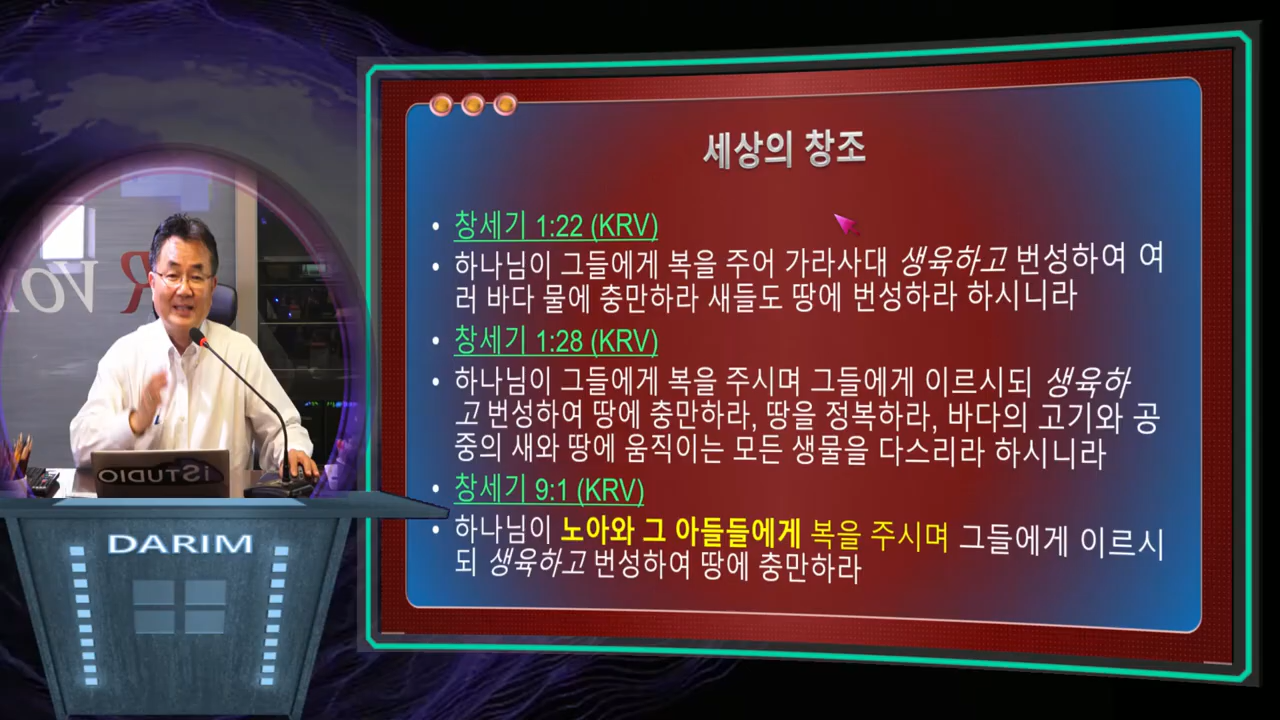 세상의 창조
창세기 1:22 (KRV)
하나님이 그들에게 복을 주어 가라사대 생육하고 번성하여 여
러 바다 물에 충만하라 새들도 땅에 번성하라 하시니라
창세기 1:28 (KRV)
하나님이 그들에게 복을 주시며 그들에게 이르시되 생육하
고 번성하여 땅에 충만하라, 땅을 정복하라, 바다의 고기와 공
중의 새와 땅에 움직이는 모든 생물을 다스리라 하시니라
창세기 9:1 (KRV)
하나님이 노아와 그 아들들에게 복을 주시며 그들에게 이르시
되 생육하고 번성하여 땅에 충만하라
iSTUDIO
DARIM